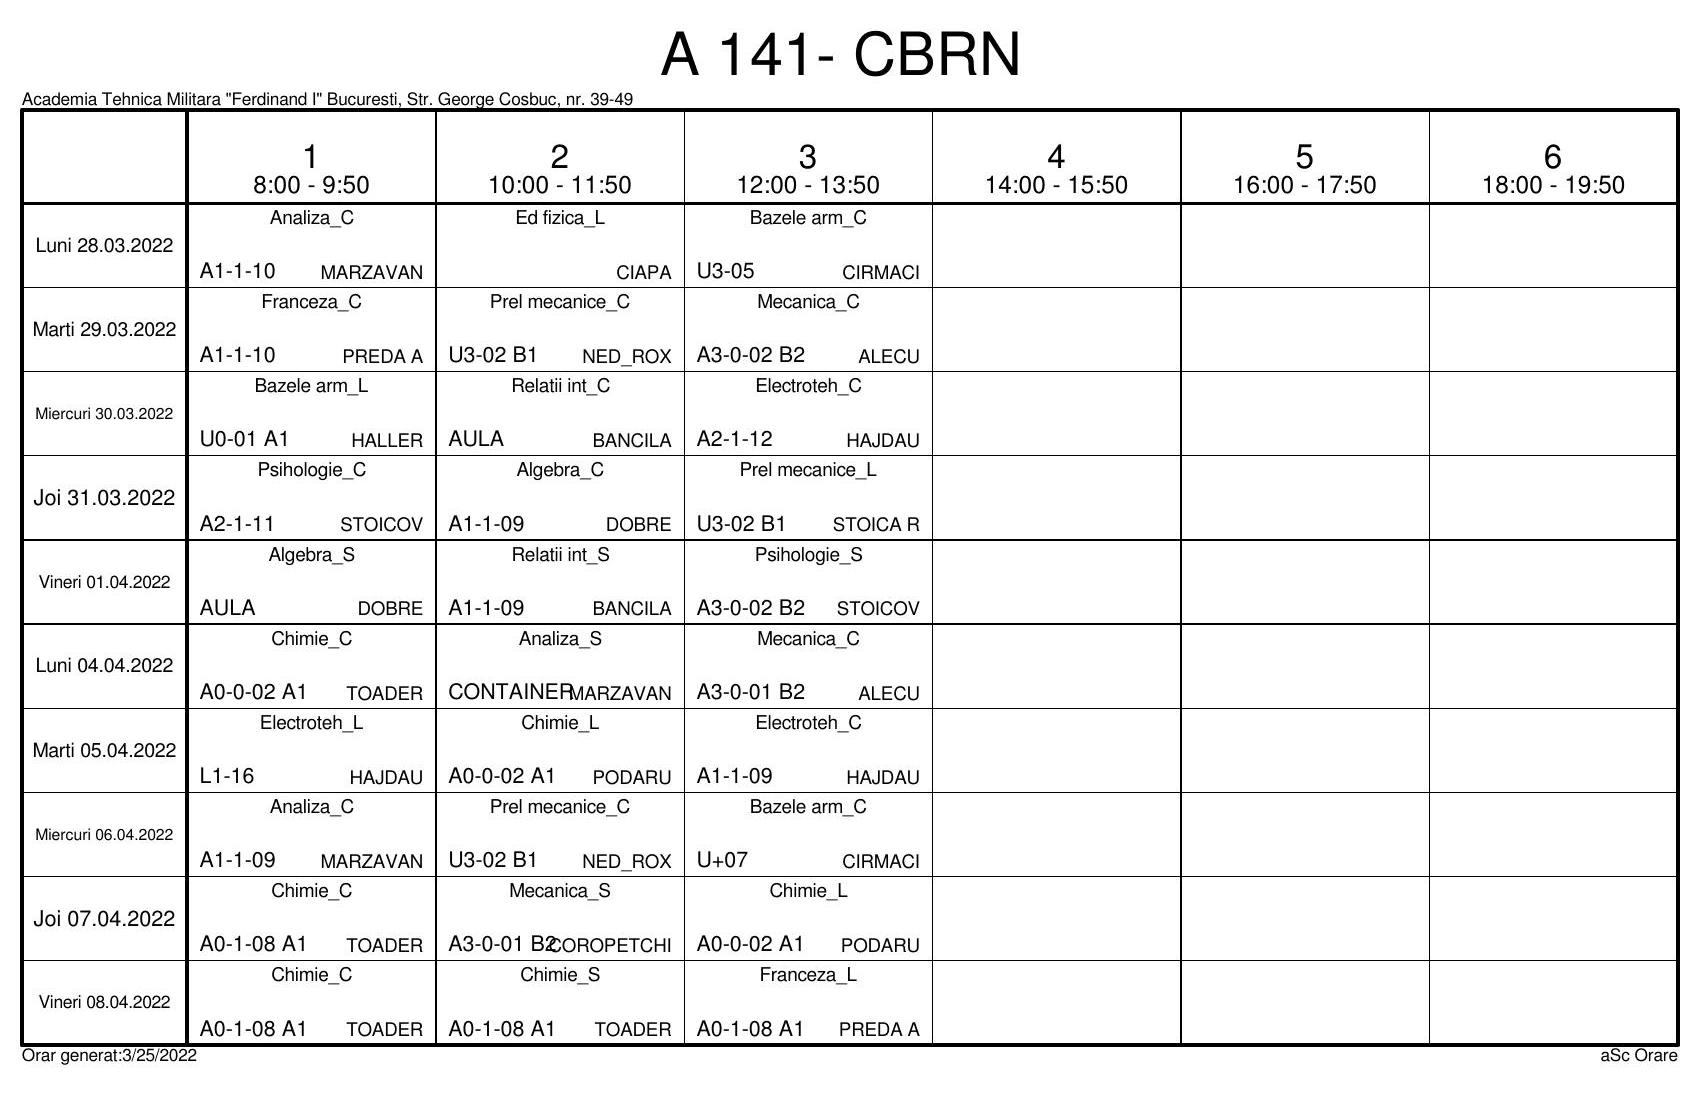 A 141- CBRN
Academia Tehnica Militara "Ferdinand I" Bucuresti, Str. George Cosbuc, nr. 39-49
1 2 3 4 5 6
8:00 - 9:50 10:00 - 11:50 12:00 - 13:50 14:00 - 15:50 16:00 - 17:50 18:00 - 19:50
Analiza_C Ed fizica_L Bazele arm_C
Luni 28.03.2022
A1-1-10 MARZAVAN CIAPA U3-05 CIRMACI
Franceza_C Prel mecanice_C Mecanica_C
Marti 29.03.2022
A1-1-10 PREDA A U3-02 B1 NED_ROX A3-0-02 B2 ALECU
Bazele arm_L Relatii int_C Electroteh_C
Miercuri 30.03.2022
U0-01 A1 HALLER AULA BANCILA A2-1-12 HAJDAU
Psihologie_C Algebra_C Prel mecanice_L
Joi 31.03.2022
A2-1-11 STOICOV A1-1-09 DOBRE U3-02 B1 STOICA R
Algebra_S Relatii int_S Psihologie_S
Vineri 01.04.2022
AULA DOBRE A1-1-09 BANCILA A3-0-02 B2 STOICOV
Chimie_C Analiza_S Mecanica_C
Luni 04.04.2022
A0-0-02 A1 TOADER CONTAINER MARZAVAN A3-0-01 B2 ALECU
Electroteh_L Chimie_L Electroteh_C
Marti 05.04.2022
L1-16 HAJDAU A0-0-02 A1 PODARU A1-1-09 HAJDAU
Analiza_C Prel mecanice_C Bazele arm_C
Miercuri 06.04.2022
A1-1-09 MARZAVAN U3-02 B1 NED_ROX U+07 CIRMACI
Chimie_C Mecanica_S Chimie_L
Joi 07.04.2022
A0-1-08 A1 TOADER A3-0-01 B2 COROPETCHI A0-0-02 A1 PODARU
Chimie_C Chimie_S Franceza_L
Vineri 08.04.2022
A0-1-08 A1 TOADER A0-1-08 A1 TOADER A0-1-08 A1 PREDA A
Orar generat:3/25/2022 aSc Orare